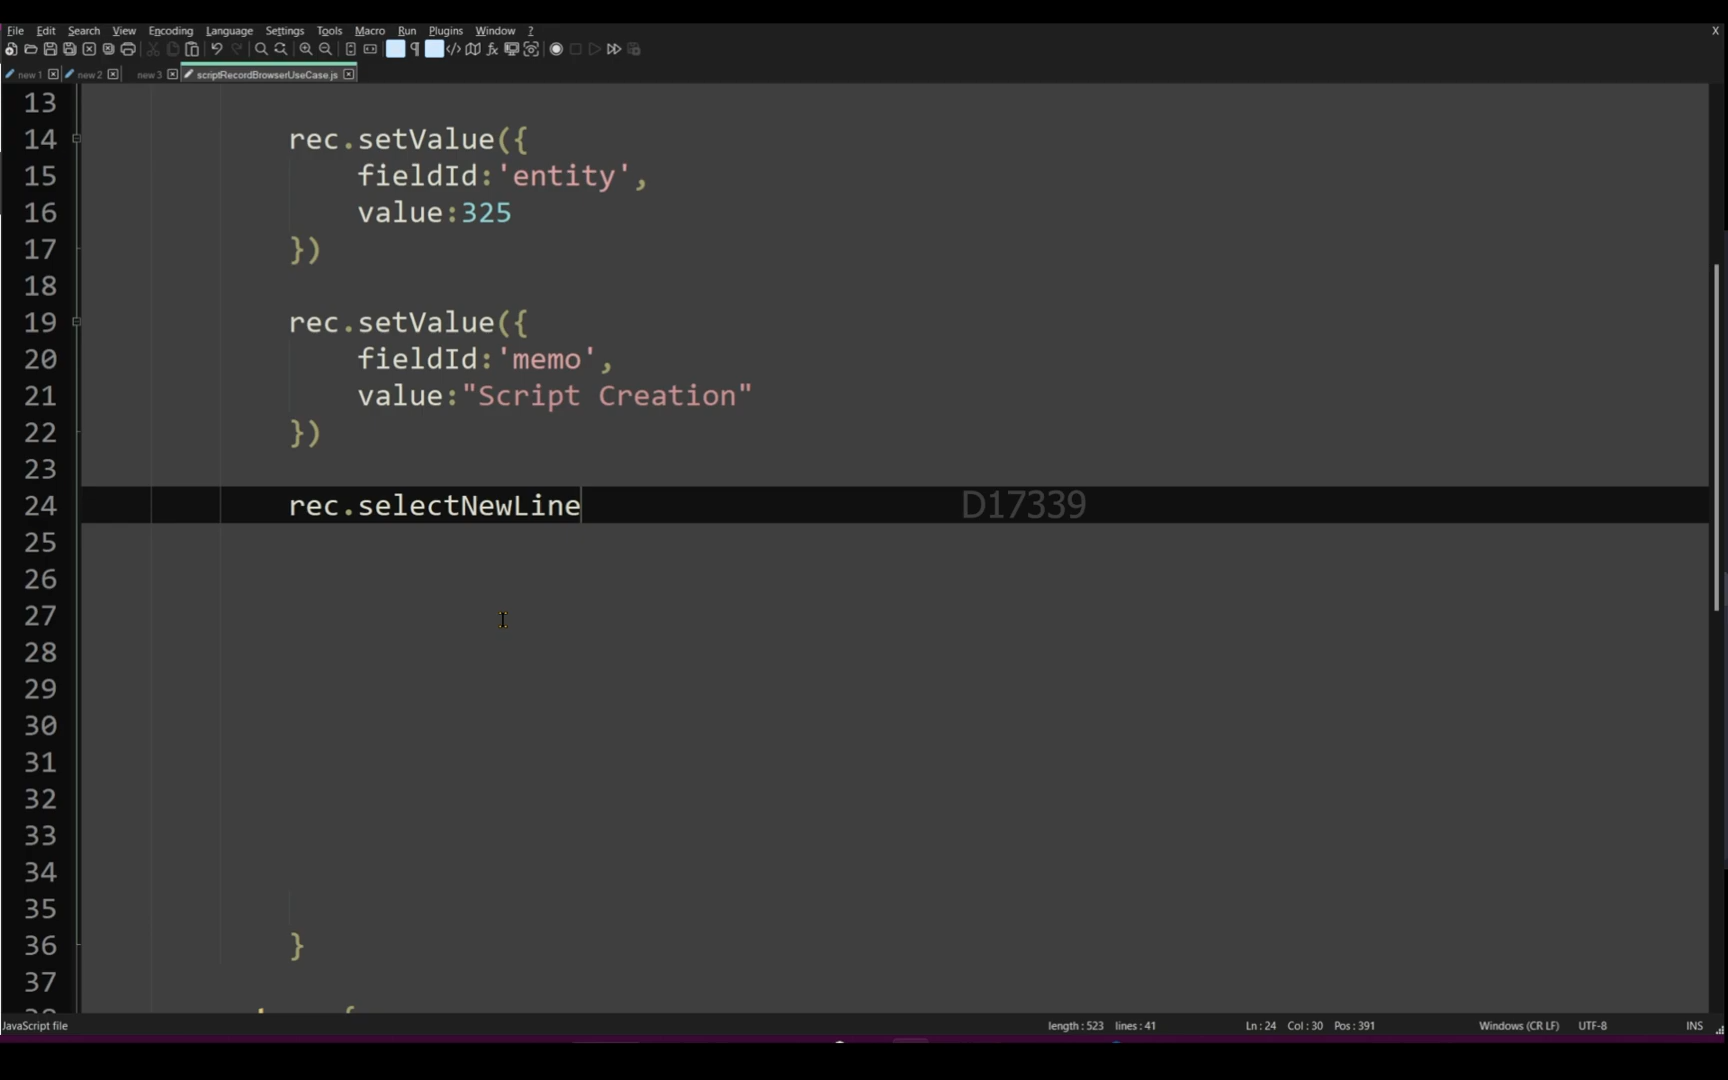 File Edit Search View Encoding Language Settings Tools Macro Run Plugins Window ? X
new 1 new 2 new 3 scriptRecordBrowserUseCase.js
13
14 rec.setValue({
15 fieldId:'entity',
16 value:325
17 })
18
19 rec.setValue({
20 fieldId:'memo',
21 value:"Script Creation"
22 })
23
24 rec.selectNewLine D17339
25
26
27
28
29
30
31
32
33
34
35
36 }
37
JavaScript file length : 523 lines : 41 Ln : 24 Col : 30 Pos : 391 Windows (CR LF) UTF-8 INS